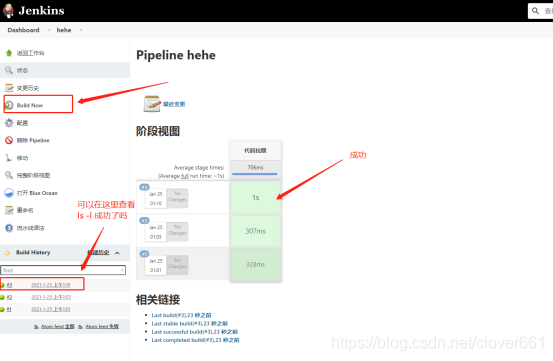 Jenkins
Dashboard hehe
返回工作台
状态
变更历史
Build Now
配置
删除 Pipeline
移动
完整阶段视图
打开 Blue Ocean
重命名
流水线语法
可以在这里查看
ls -l 成功了吗
Build History 构建历史
find
#3 2021-1-25 上午1:10
#2 2021-1-25 上午1:03
#1 2021-1-25 上午1:01
Atom feed 全部 Atom feed 失败
Pipeline hehe
最近变更
阶段视图
代码拉取
Average stage times: 706ms
(Average full run time: ~1s)
#3
Jan 25
01:10
No
Changes
1s
成功
#2
Jan 25
01:03
No
Changes
307ms
#1
Jan 25
01:01
No
Changes
328ms
相关链接
Last build(#3),23 秒之前
Last stable build(#3),23 秒之前
Last successful build(#3),23 秒之前
Last completed build(#3),23 秒之前
https://blog.csdn.net/clover661